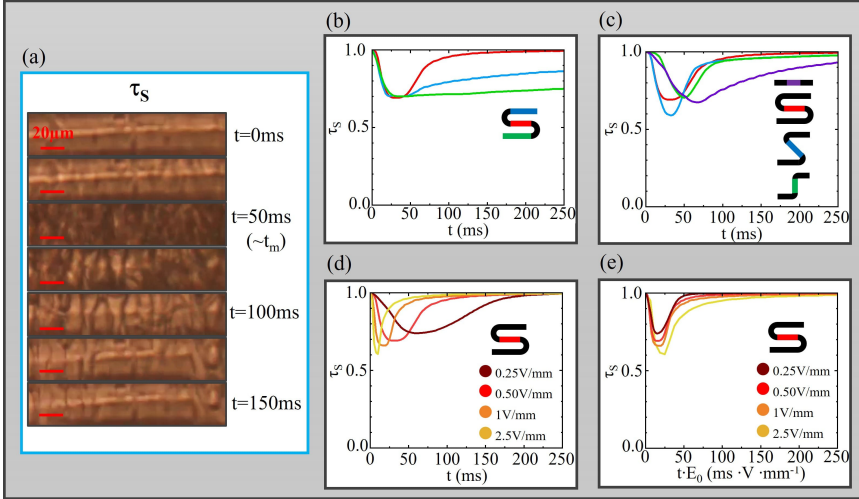 (a)
τS
20μm
t=0ms
t=50ms
(~tm)
t=100ms
t=150ms
(b)
1.0
0.5
0.0
τS
0 50 100 150 200 250
t (ms)
(c)
1.0
0.5
0.0
τS
0 50 100 150 200 250
t (ms)
(d)
1.0
0.5
1.0
τS
0.25V/mm
0.50V/mm
1V/mm
2.5V/mm
0 50 100 150 200 250
t (ms)
(e)
1.0
0.5
0.0
τS
0.25V/mm
0.50V/mm
1V/mm
2.5V/mm
0 50 100 150 200 250
t·E0 (ms ·V ·mm-1)